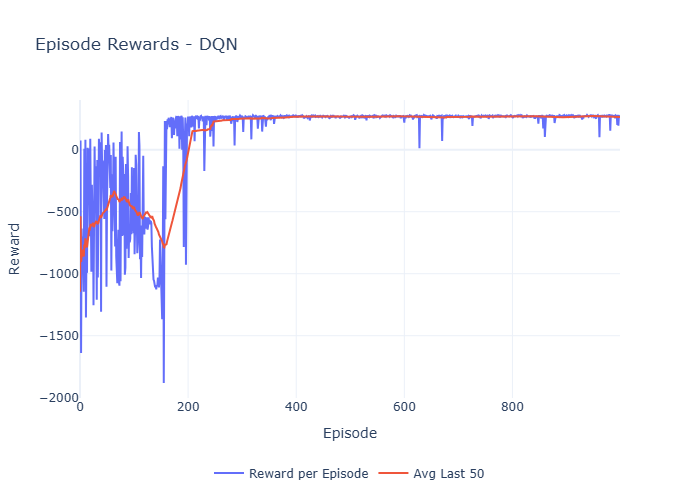 Episode Rewards - DQN
0
−500
−1000
−1500
−2000
Reward
0
200
400
600
800
Episode
Reward per Episode
Avg Last 50